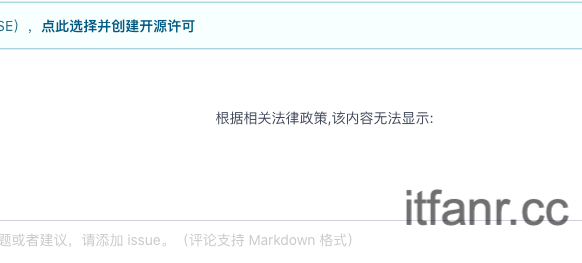 SE），点此选择并创建开源许可
根据相关法律政策,该内容无法显示:
itfanr.cc
题或者建议，请添加 issue。（评论支持 Markdown 格式）